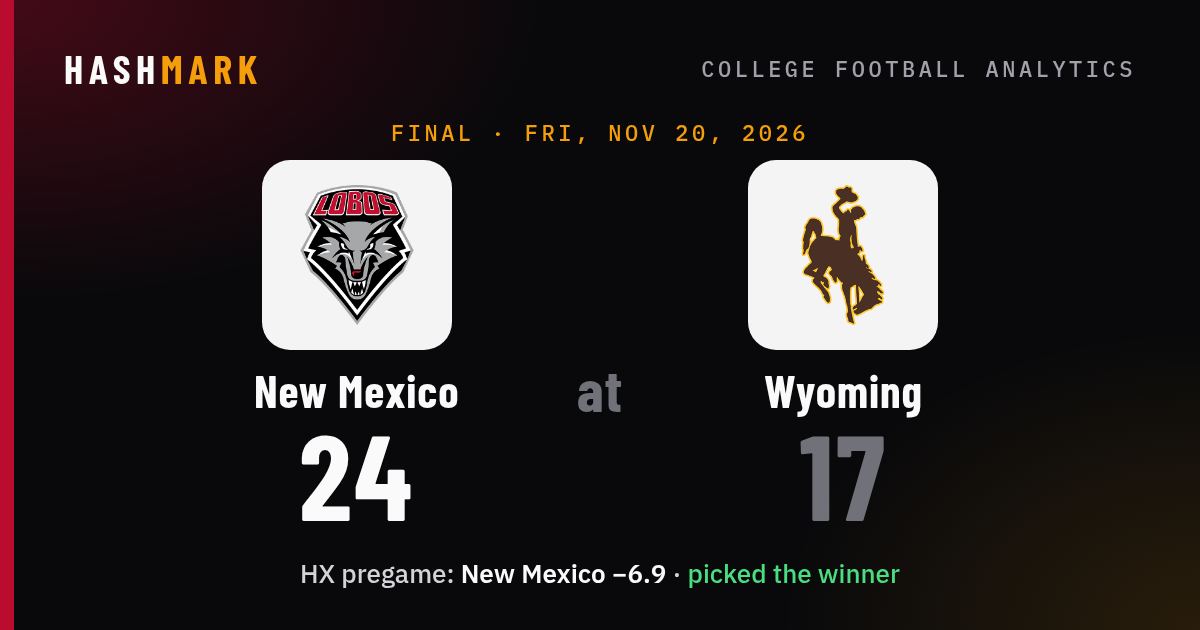 HASHMARK
COLLEGE FOOTBALL ANALYTICS
FINAL · FRI, NOV 20, 2026
LOBOS
New Mexico
at
Wyoming
24
17
HX pregame: New Mexico −6.9 · picked the winner